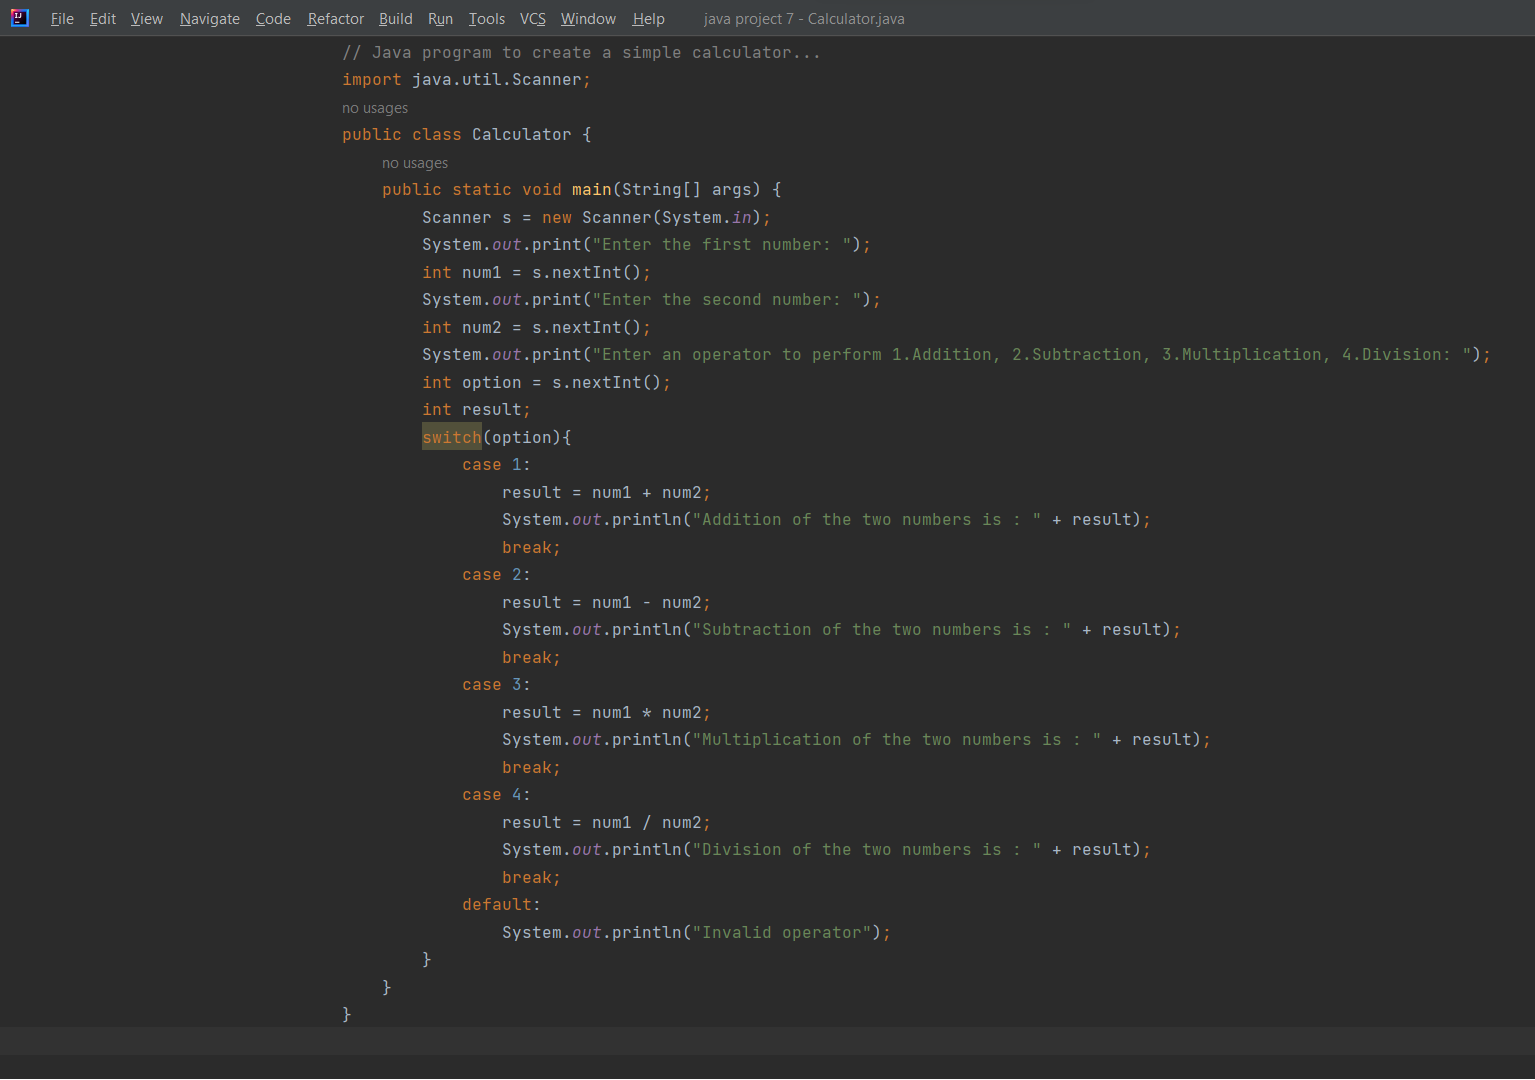 File Edit View Navigate Code Refactor Build Run Tools VCS Window Help java project 7 - Calculator.java
// Java program to create a simple calculator...
import java.util.Scanner;
no usages
public class Calculator {
no usages
public static void main(String[] args) {
Scanner s = new Scanner(System.in);
System.out.print("Enter the first number: ");
int num1 = s.nextInt();
System.out.print("Enter the second number: ");
int num2 = s.nextInt();
System.out.print("Enter an operator to perform 1.Addition, 2.Subtraction, 3.Multiplication, 4.Division: ");
int option = s.nextInt();
int result;
switch(option){
case 1:
result = num1 + num2;
System.out.println("Addition of the two numbers is : " + result);
break;
case 2:
result = num1 - num2;
System.out.println("Subtraction of the two numbers is : " + result);
break;
case 3:
result = num1 * num2;
System.out.println("Multiplication of the two numbers is : " + result);
break;
case 4:
result = num1 / num2;
System.out.println("Division of the two numbers is : " + result);
break;
default:
System.out.println("Invalid operator");
}
}
}